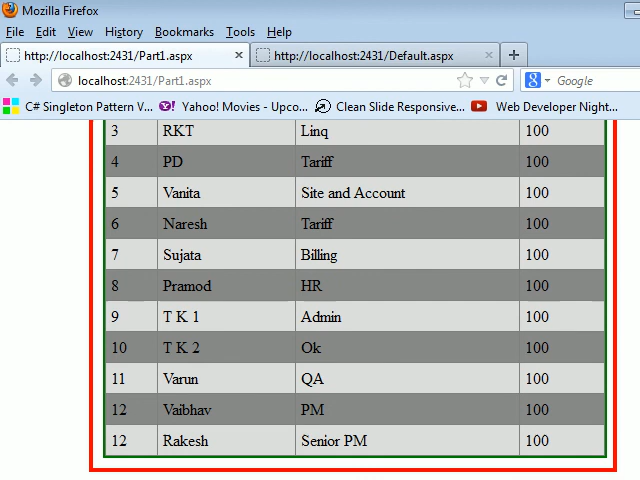 Mozilla Firefox
File Edit View History Bookmarks Tools Help
http://localhost:2431/Part1.aspx × http://localhost:2431/Default.aspx × +
localhost:2431/Part1.aspx Google
C# Singleton Pattern V... Yahoo! Movies - Upco... Clean Slide Responsive... Web Developer Night...
3 RKT Linq 100
4 PD Tariff 100
5 Vanita Site and Account 100
6 Naresh Tariff 100
7 Sujata Billing 100
8 Pramod HR 100
9 T K 1 Admin 100
10 T K 2 Ok 100
11 Varun QA 100
12 Vaibhav PM 100
12 Rakesh Senior PM 100